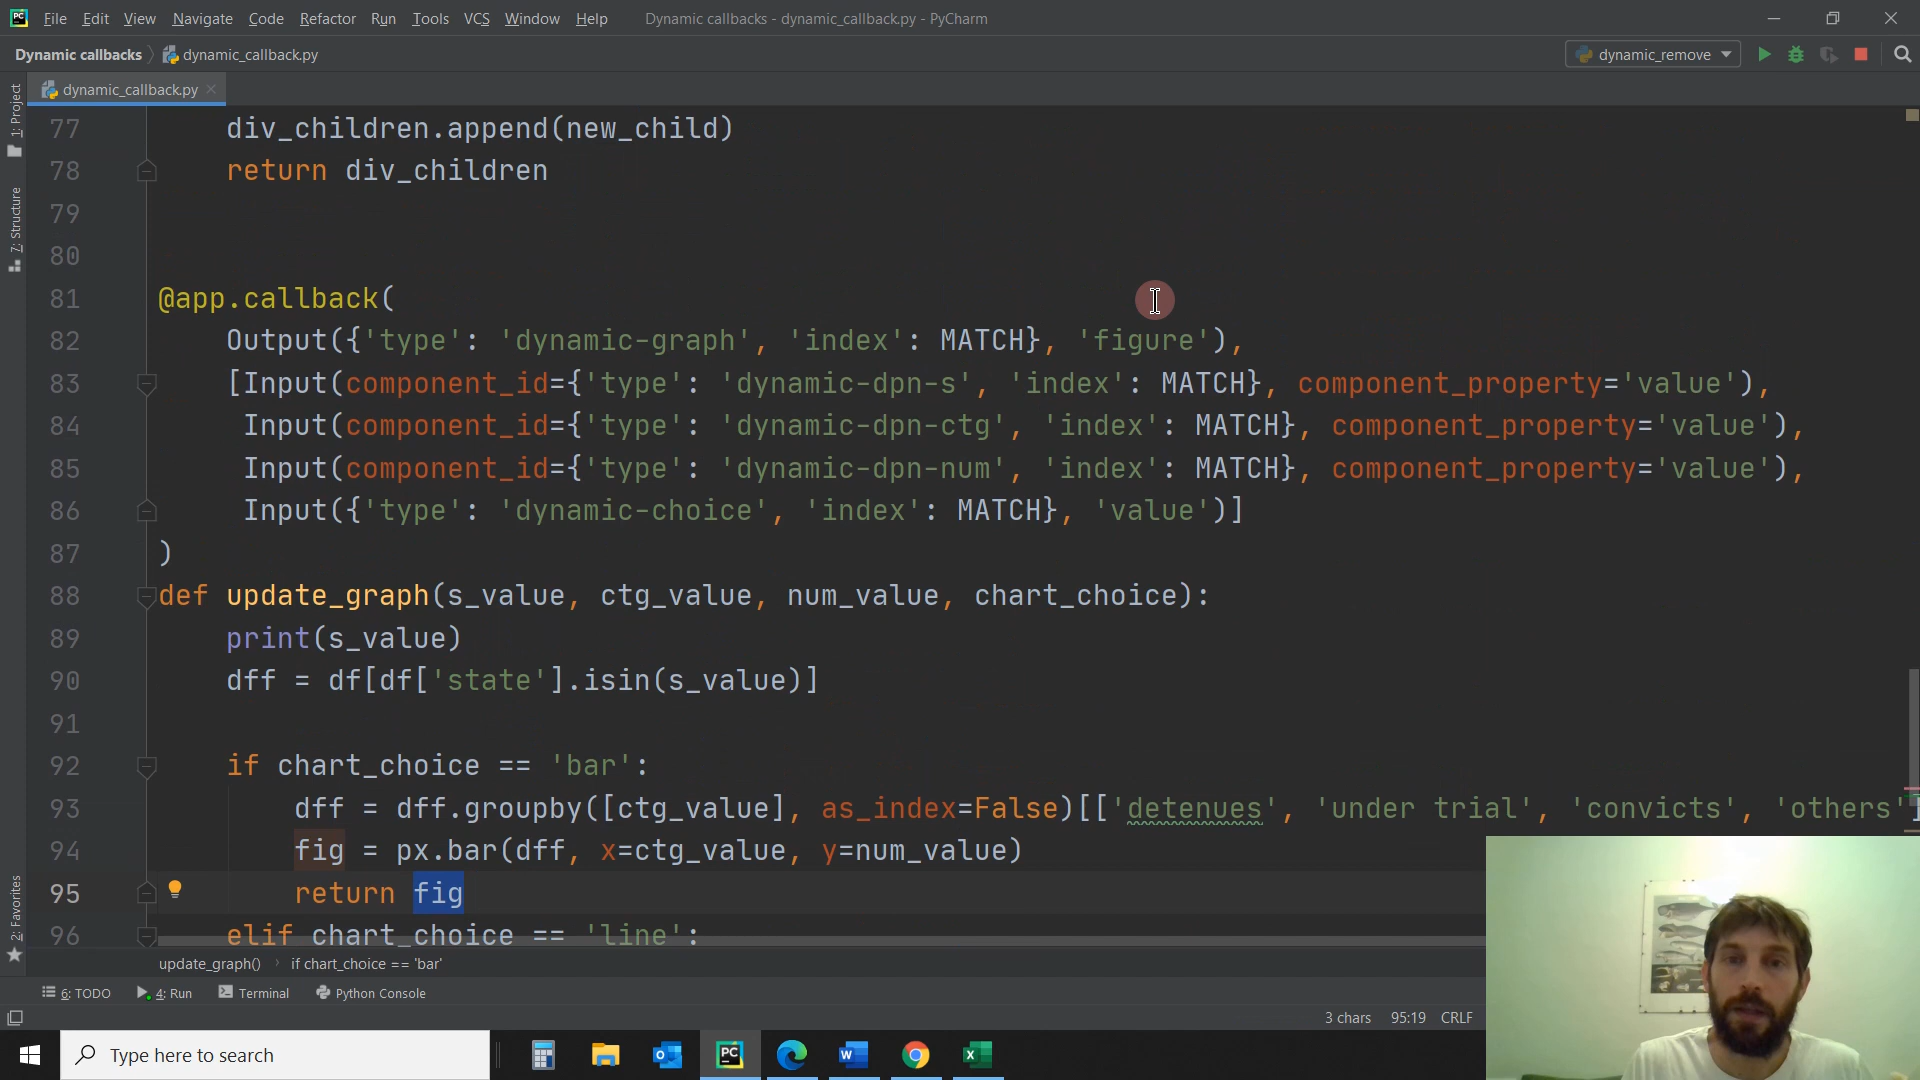 File Edit View Navigate Code Refactor Run Tools VCS Window Help Dynamic callbacks - dynamic_callback.py - PyCharm
Dynamic callbacks dynamic_callback.py dynamic_remove
dynamic_callback.py
1: Project
7: Structure
2: Favorites
77 div_children.append(new_child)
78 return div_children
79
80
81 @app.callback(
82 Output({'type': 'dynamic-graph', 'index': MATCH}, 'figure'),
83 [Input(component_id={'type': 'dynamic-dpn-s', 'index': MATCH}, component_property='value'),
84 Input(component_id={'type': 'dynamic-dpn-ctg', 'index': MATCH}, component_property='value'),
85 Input(component_id={'type': 'dynamic-dpn-num', 'index': MATCH}, component_property='value'),
86 Input({'type': 'dynamic-choice', 'index': MATCH}, 'value')]
87 )
88 def update_graph(s_value, ctg_value, num_value, chart_choice):
89 print(s_value)
90 dff = df[df['state'].isin(s_value)]
91
92 if chart_choice == 'bar':
93 dff = dff.groupby([ctg_value], as_index=False)[['detenues', 'under trial', 'convicts', 'others']
94 fig = px.bar(dff, x=ctg_value, y=num_value)
95 return fig
96 elif chart_choice == 'line':
update_graph() if chart_choice == 'bar'
6: TODO 4: Run Terminal Python Console
3 chars 95:19 CRLF
Type here to search